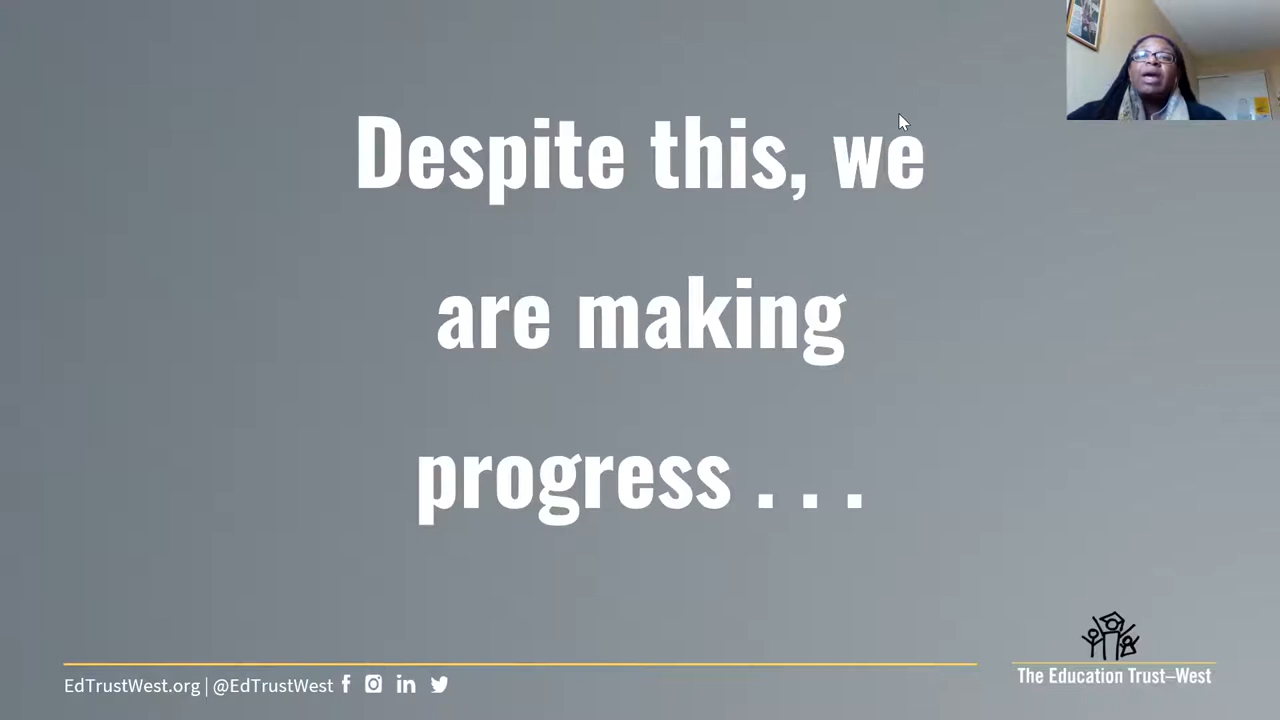 Despite this, we
are making
progress . . .
EdTrustWest.org | @EdTrustWest
The Education Trust–West